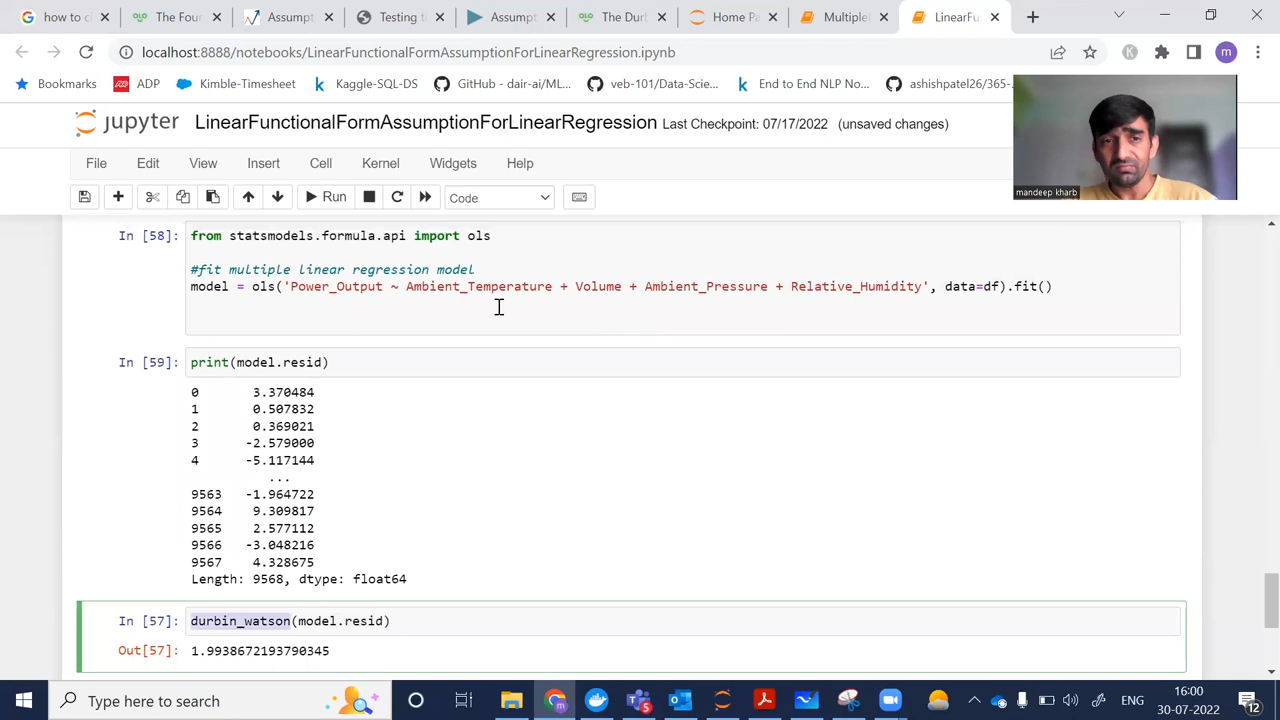 how to c
The Four
Assumpt
Testing th
Assumpt
The Durb
Home Pa
Multiple
LinearFu
localhost:8888/notebooks/LinearFunctionalFormAssumptionForLinearRegression.ipynb
K
m
Bookmarks
ADP
Kimble-Timesheet
Kaggle-SQL-DS
GitHub - dair-ai/ML...
veb-101/Data-Scie...
End to End NLP No...
ashishpatel26/365-
jupyter
LinearFunctionalFormAssumptionForLinearRegression Last Checkpoint: 07/17/2022 (unsaved changes)
mandeep kharb
File Edit View Insert Cell Kernel Widgets Help
Run
Code
In [58]: from statsmodels.formula.api import ols
#fit multiple linear regression model
model = ols('Power_Output ~ Ambient_Temperature + Volume + Ambient_Pressure + Relative_Humidity', data=df).fit()
In [59]: print(model.resid)
0 3.370484
1 0.507832
2 0.369021
3 -2.579000
4 -5.117144
...
9563 -1.964722
9564 9.309817
9565 2.577112
9566 -3.048216
9567 4.328675
Length: 9568, dtype: float64
In [57]: durbin_watson(model.resid)
Out[57]: 1.9938672193790345
Type here to search
ENG
16:00
30-07-2022
12